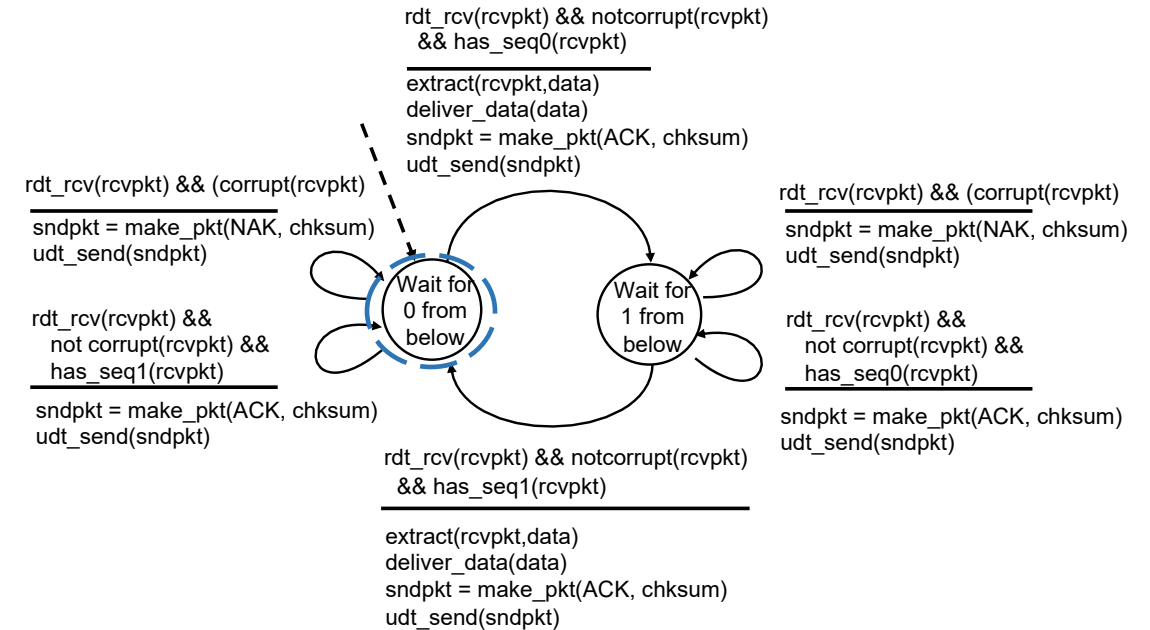 rdt_rcv(rcvpkt) && notcorrupt(rcvpkt)
&& has_seq0(rcvpkt)
extract(rcvpkt,data)
deliver_data(data)
sndpkt = make_pkt(ACK, chksum)
udt_send(sndpkt)
rdt_rcv(rcvpkt) && (corrupt(rcvpkt)
sndpkt = make_pkt(NAK, chksum)
udt_send(sndpkt)
rdt_rcv(rcvpkt) &&
not corrupt(rcvpkt) &&
has_seq1(rcvpkt)
sndpkt = make_pkt(ACK, chksum)
udt_send(sndpkt)
Wait for
0 from
below
Wait for
1 from
below
rdt_rcv(rcvpkt) && (corrupt(rcvpkt)
sndpkt = make_pkt(NAK, chksum)
udt_send(sndpkt)
rdt_rcv(rcvpkt) &&
not corrupt(rcvpkt) &&
has_seq0(rcvpkt)
sndpkt = make_pkt(ACK, chksum)
udt_send(sndpkt)
rdt_rcv(rcvpkt) && notcorrupt(rcvpkt)
&& has_seq1(rcvpkt)
extract(rcvpkt,data)
deliver_data(data)
sndpkt = make_pkt(ACK, chksum)
udt_send(sndpkt)